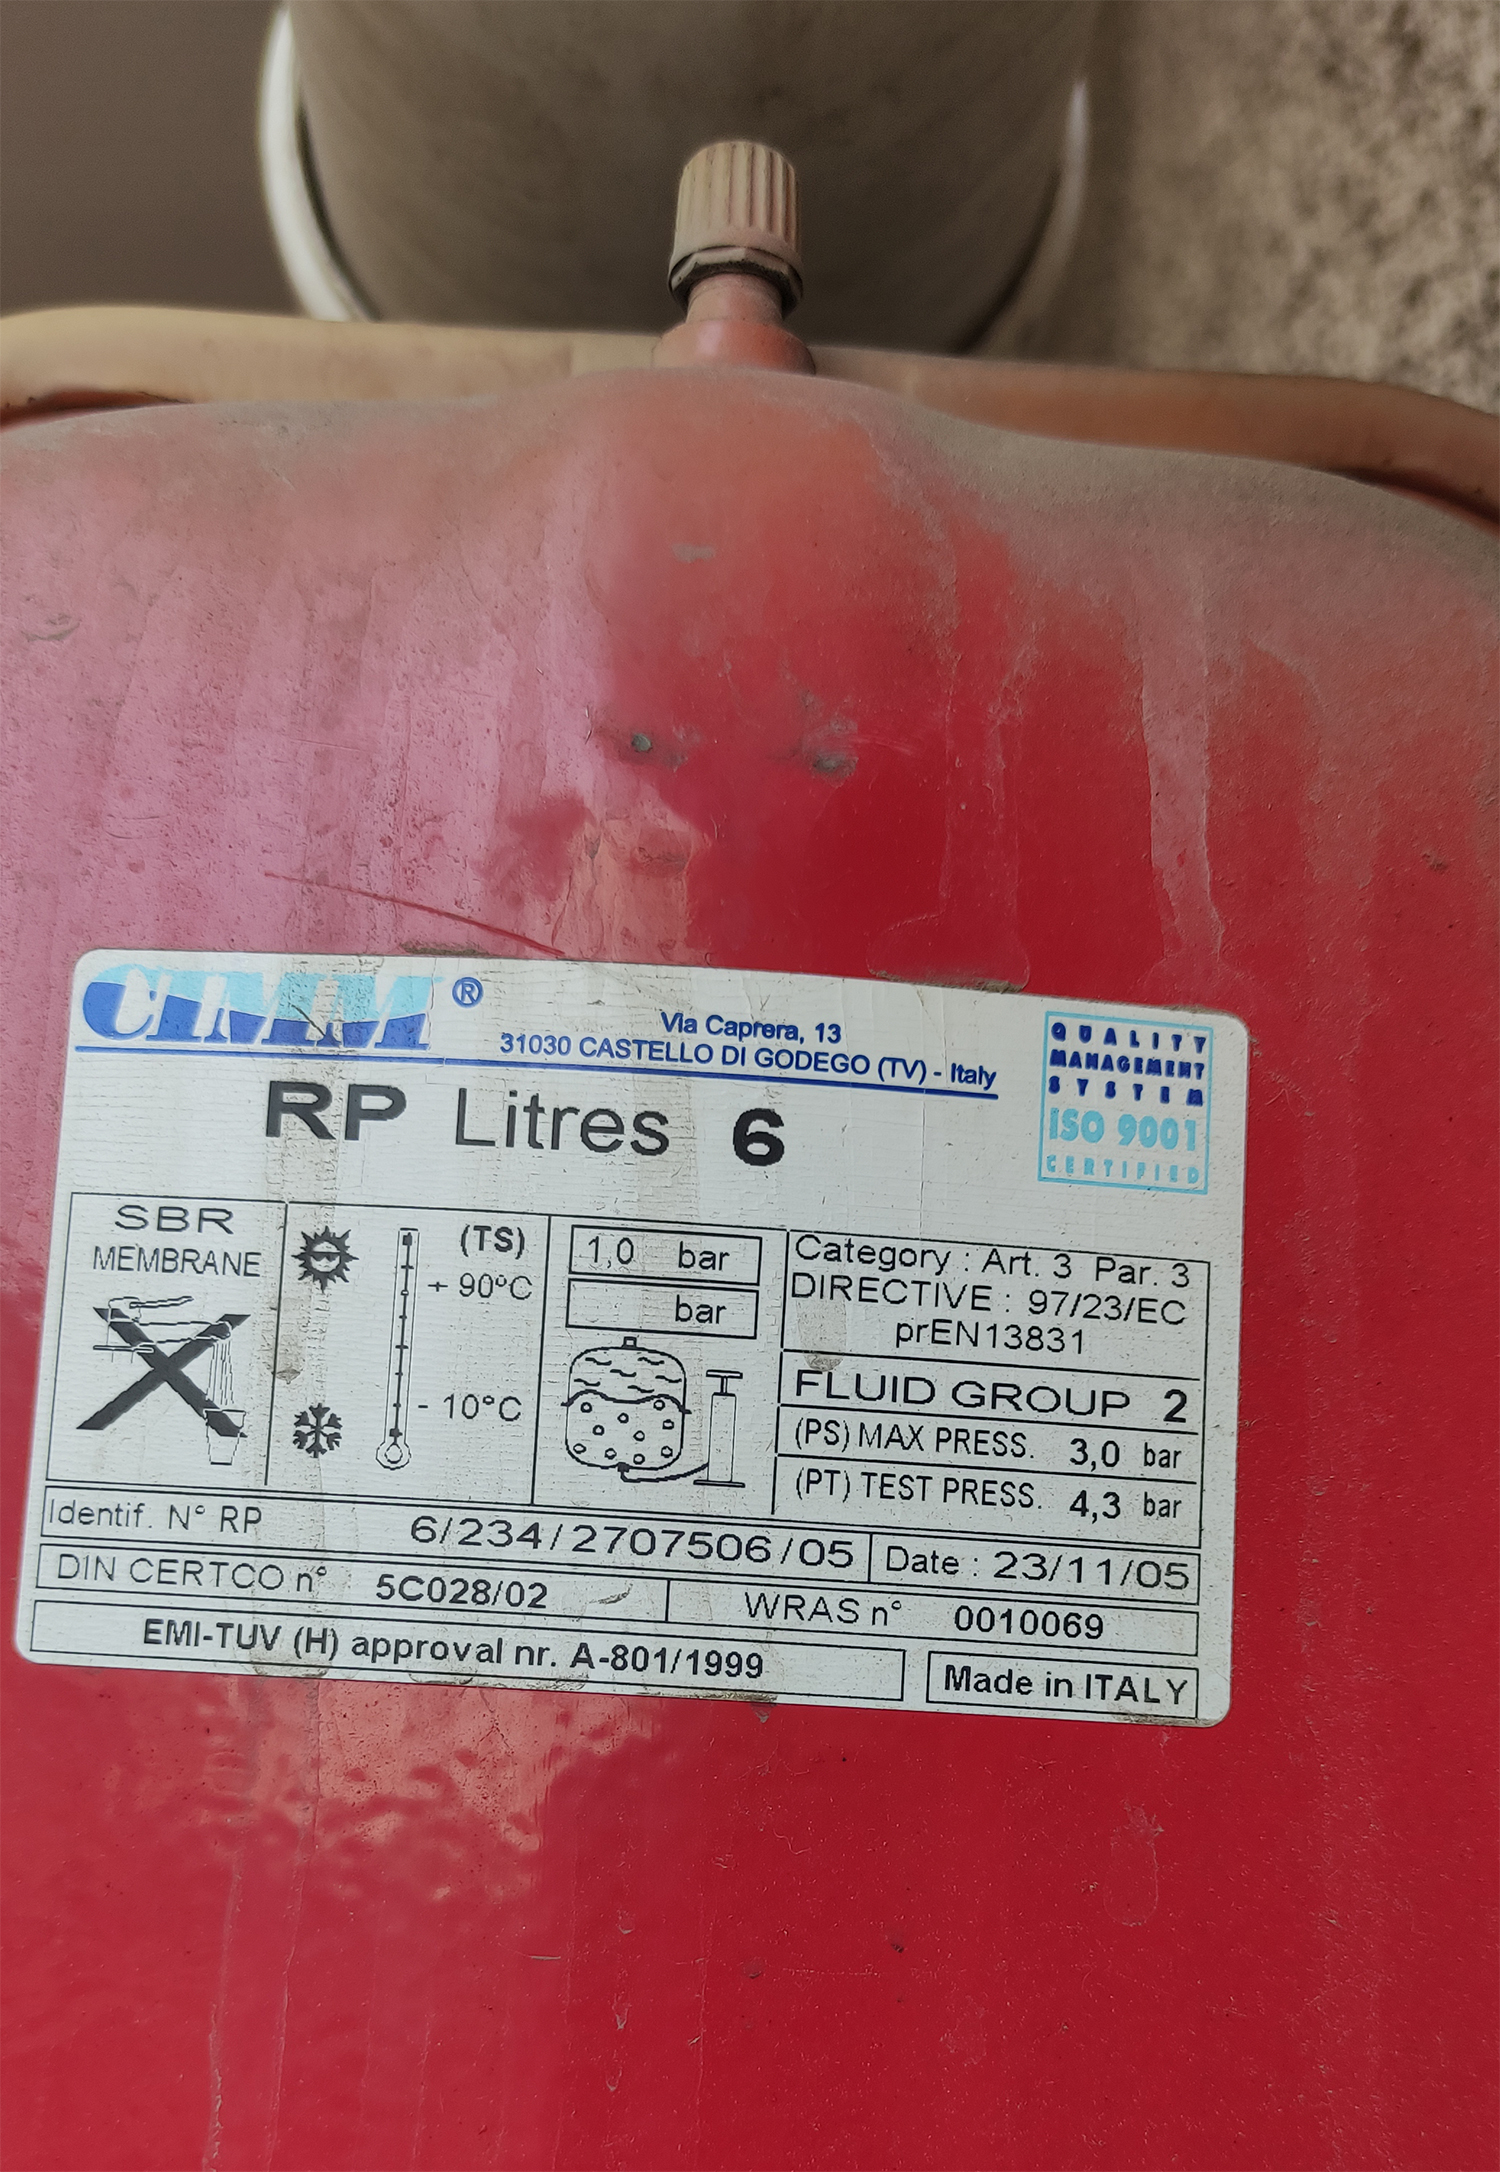 CIMM®
Via Caprera, 13
31030 CASTELLO DI GODEGO (TV) - Italy
QUALITY
MANAGEMENT
SYSTEM
ISO 9001
CERTIFIED
RP Litres 6
SBR
MEMBRANE
(TS)
+ 90°C
- 10°C
1,0 bar
bar
Category : Art. 3 Par. 3
DIRECTIVE : 97/23/EC
prEN13831
FLUID GROUP 2
(PS) MAX PRESS. 3,0 bar
(PT) TEST PRESS. 4,3 bar
Identif. N° RP 6/234/2707506/05 Date : 23/11/05
DIN CERTCO n° 5C028/02 WRAS n° 0010069
EMI-TUV (H) approval nr. A-801/1999 Made in ITALY